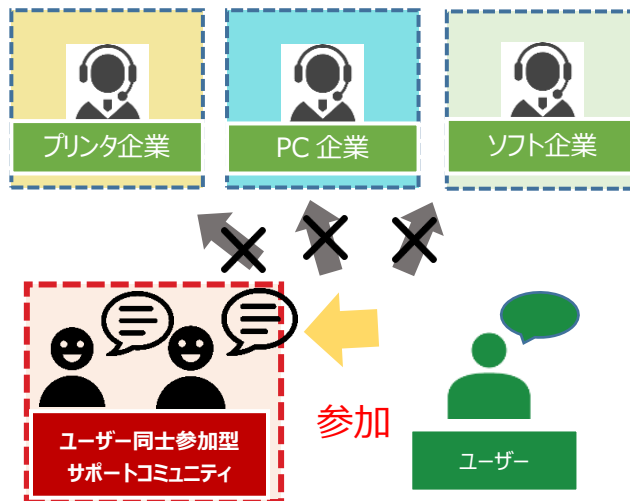 プリンタ企業
PC 企業
ソフト企業
参加
ユーザー同士参加型
サポートコミュニティ
ユーザー